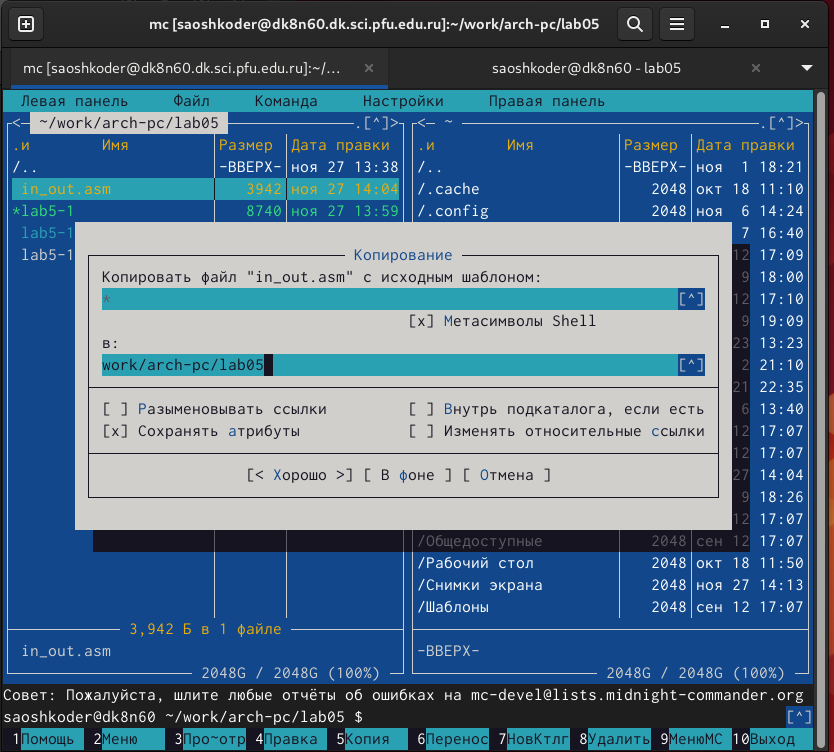 mc [saoshkoder@dk8n60.dk.sci.pfu.edu.ru]:~/work/arch-pc/lab05
mc [saoshkoder@dk8n60.dk.sci.pfu.edu.ru]:~/... × saoshkoder@dk8n60 - lab05 ×
Левая панель Файл Команда Настройки Правая панель
<- ~/work/arch-pc/lab05 .[^]> <- ~ .[^]>
.и Имя Размер Дата правки .и Имя Размер Дата правки
/.. -ВВЕРХ- ноя 27 13:38 /.. -ВВЕРХ- ноя 1 18:21
in_out.asm 3942 ноя 27 14:04 /.cache 2048 окт 18 11:10
*lab5-1 8740 ноя 27 13:59 /.config 2048 ноя 6 14:24
lab5-1 7 16:40
lab5-1 12 17:09
Копирование
Копировать файл "in_out.asm" с исходным шаблоном: 9 18:00
* [^] 12 17:10
[x] Метасимволы Shell 9 19:09
в: 23 13:23
work/arch-pc/lab05 [^] 2 21:10
21 22:35
[ ] Разыменовывать ссылки [ ] Внутрь подкаталога, если есть 6 13:40
[x] Сохранять атрибуты [ ] Изменять относительные ссылки 12 17:07
12 17:07
[< Хорошо >] [ В фоне ] [ Отмена ] 27 14:04
9 18:26
12 17:07
/Общедоступные 2048 сен 12 17:07
/Рабочий стол 2048 окт 18 11:50
/Снимки экрана 2048 ноя 27 14:13
/Шаблоны 2048 сен 12 17:07
3,942 Б в 1 файле
in_out.asm -ВВЕРХ-
2048G / 2048G (100%) 2048G / 2048G (100%)
Совет: Пожалуйста, шлите любые отчёты об ошибках на mc-devel@lists.midnight-commander.org
saoshkoder@dk8n60 ~/work/arch-pc/lab05 $ [^]
1Помощь 2Меню 3Про~отр 4Правка 5Копия 6Перенос 7НовКтлг 8Удалить 9МенюМС 10Выход